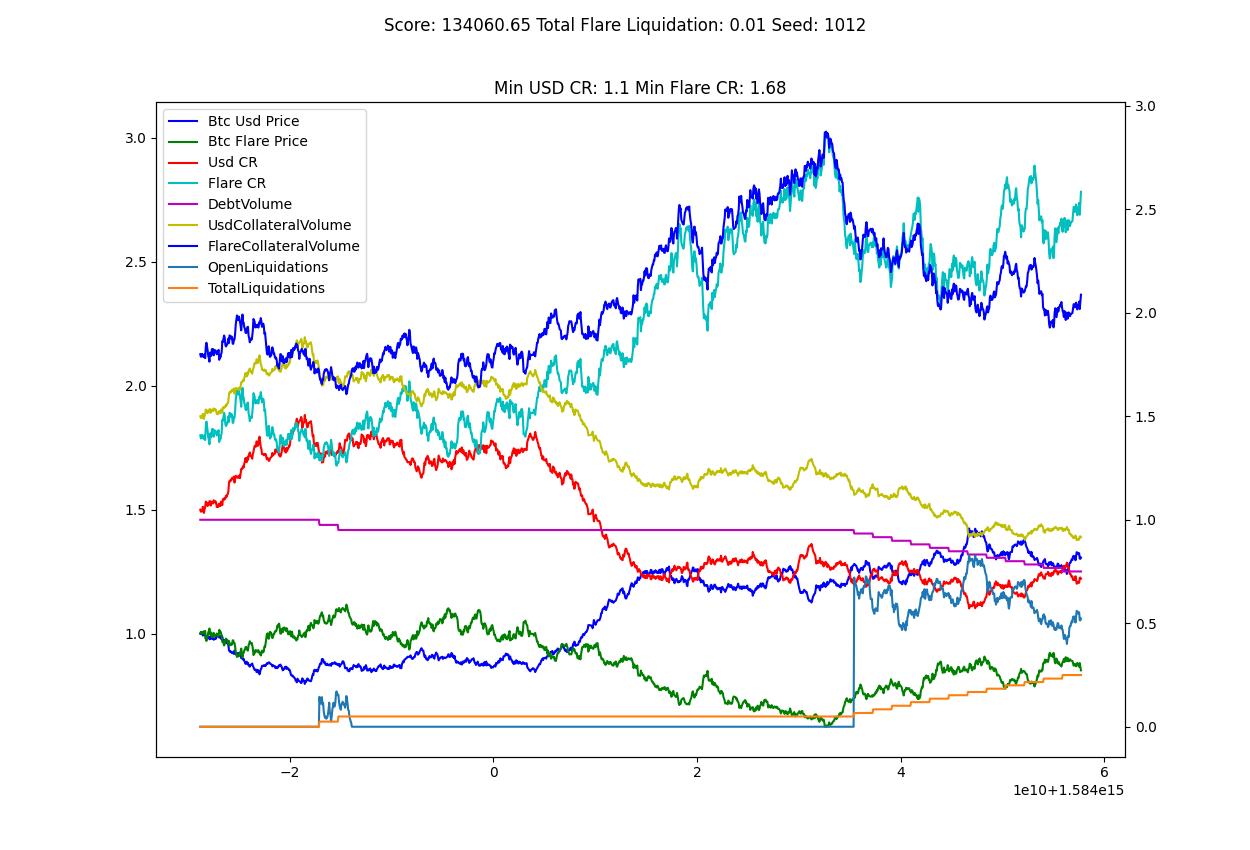 Score: 134060.65 Total Flare Liquidation: 0.01 Seed: 1012
Min USD CR: 1.1 Min Flare CR: 1.68
Btc Usd Price
Btc Flare Price
Usd CR
Flare CR
DebtVolume
UsdCollateralVolume
FlareCollateralVolume
OpenLiquidations
TotalLiquidations
3.0
2.5
2.0
1.5
1.0
3.0
2.5
2.0
1.5
1.0
0.5
0.0
−2 0 2 4 6
1e10+1.584e15